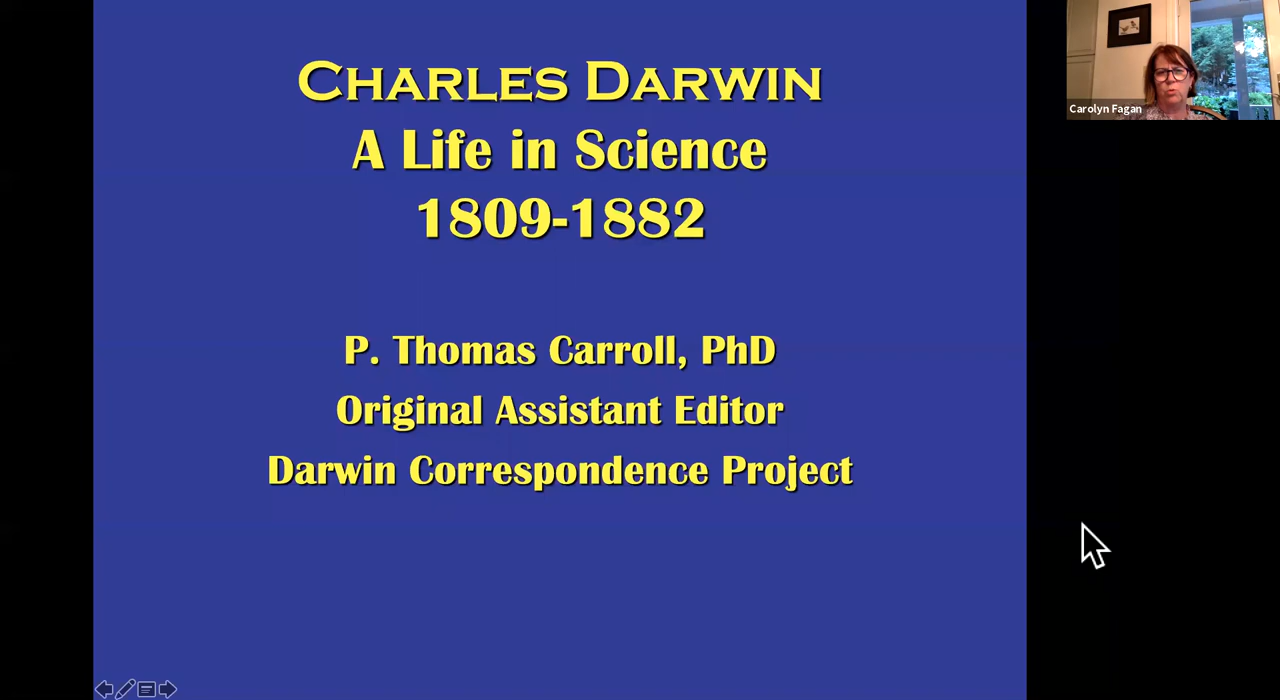 Charles Darwin
A Life in Science
1809-1882
P. Thomas Carroll, PhD
Original Assistant Editor
Darwin Correspondence Project
Carolyn Fagan